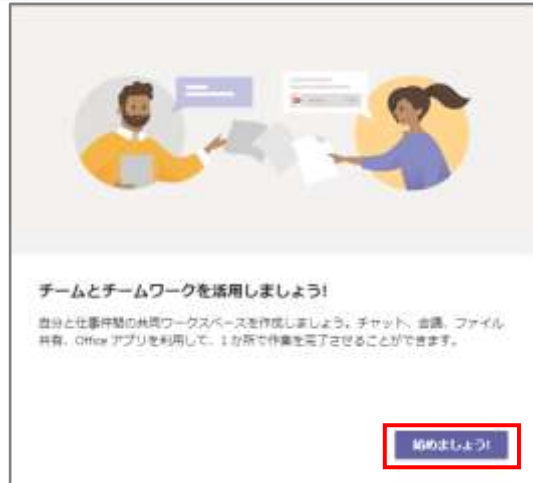 チームとチームワークを活用しましょう!
自分と仕事仲間の共同ワークスペースを作成しましょう。チャット、会議、ファイル
共有、Office アプリを利用して、1 か所で作業を完了させることができます。
始めましょう!